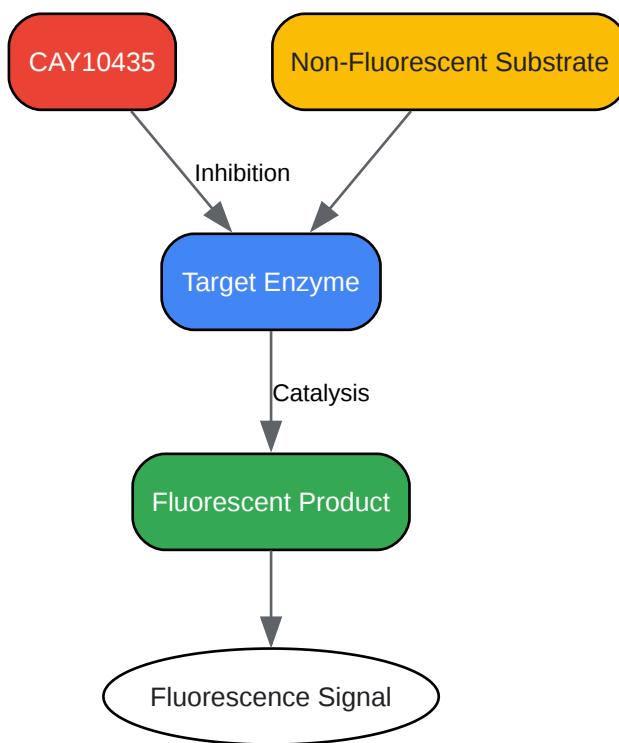 CAY10435
Non-Fluorescent Substrate
Inhibition
Target Enzyme
Catalysis
Fluorescent Product
Fluorescence Signal